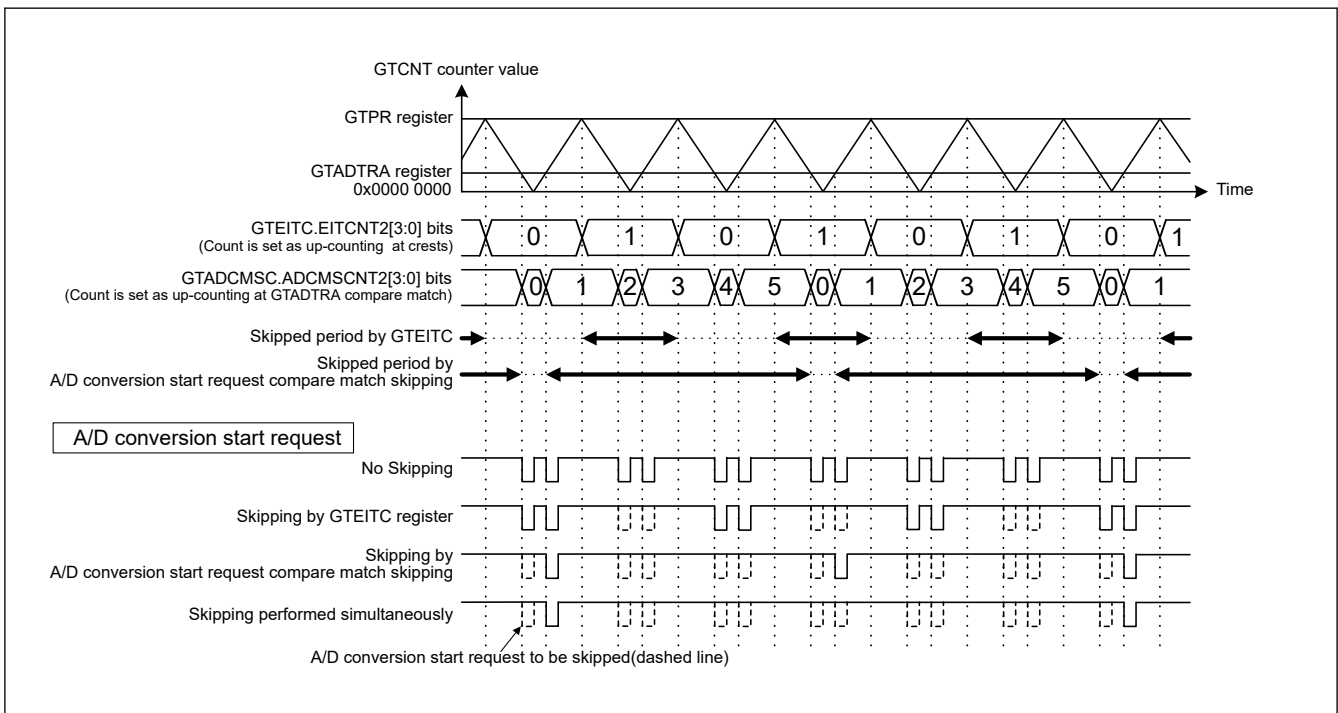 GTCNT counter value
GTPR register
GTADTRA register
0x0000 0000
Time
GTEITC.EITCNT2[3:0] bits
(Count is set as up-counting at crests)
0 1 0 1 0 1 0 1
GTADCMSC.ADCMSCNT2[3:0] bits
(Count is set as up-counting at GTADTRA compare match)
0 1 2 3 4 5 0 1 2 3 4 5 0 1
Skipped period by GTEITC
Skipped period by
A/D conversion start request compare match skipping
A/D conversion start request
No Skipping
Skipping by GTEITC register
Skipping by
A/D conversion start request compare match skipping
Skipping performed simultaneously
A/D conversion start request to be skipped(dashed line)